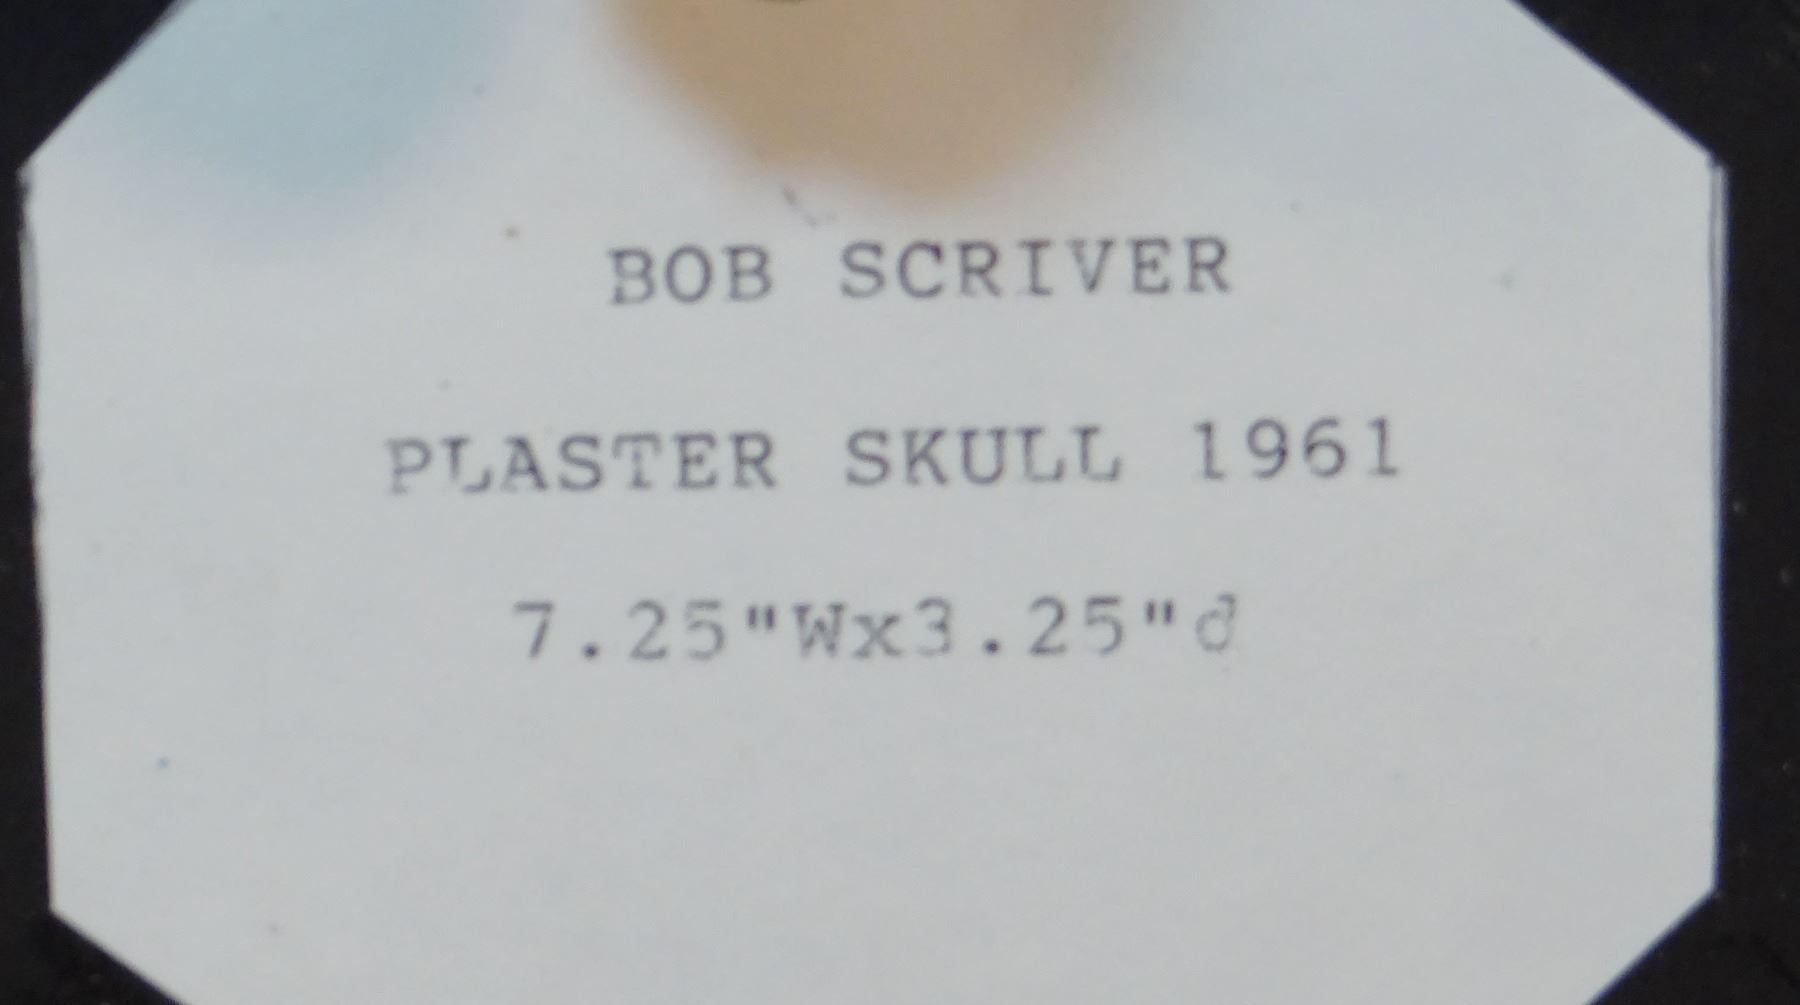 BOB SCRIVER
PLASTER SKULL 1961
7.25"Wx3.25"d